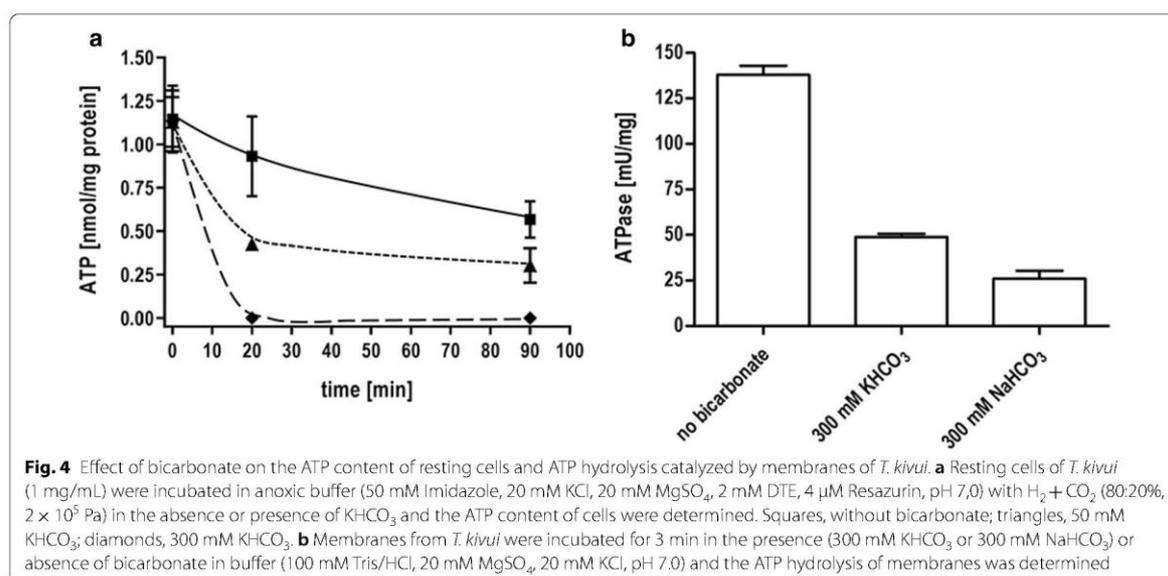 a
b
1.50
1.25
1.00
0.75
0.50
0.25
0.00
ATP [nmol/mg protein]
0 10 20 30 40 50 60 70 80 90 100
time [min]
150
125
100
75
50
25
0
ATPase [mU/mg]
no bicarbonate
300 mM KHCO₃
300 mM NaHCO₃
Fig. 4 Effect of bicarbonate on the ATP content of resting cells and ATP hydrolysis catalyzed by membranes of T. kivui. a Resting cells of T. kivui
(1 mg/mL) were incubated in anoxic buffer (50 mM Imidazole, 20 mM KCl, 20 mM MgSO₄, 2 mM DTE, 4 µM Resazurin, pH 7,0) with H₂ + CO₂ (80:20%,
2 × 10⁵ Pa) in the absence or presence of KHCO₃ and the ATP content of cells were determined. Squares, without bicarbonate; triangles, 50 mM
KHCO₃; diamonds, 300 mM KHCO₃. b Membranes from T. kivui were incubated for 3 min in the presence (300 mM KHCO₃ or 300 mM NaHCO₃) or
absence of bicarbonate in buffer (100 mM Tris/HCl, 20 mM MgSO₄, 20 mM KCl, pH 7.0) and the ATP hydrolysis of membranes was determined